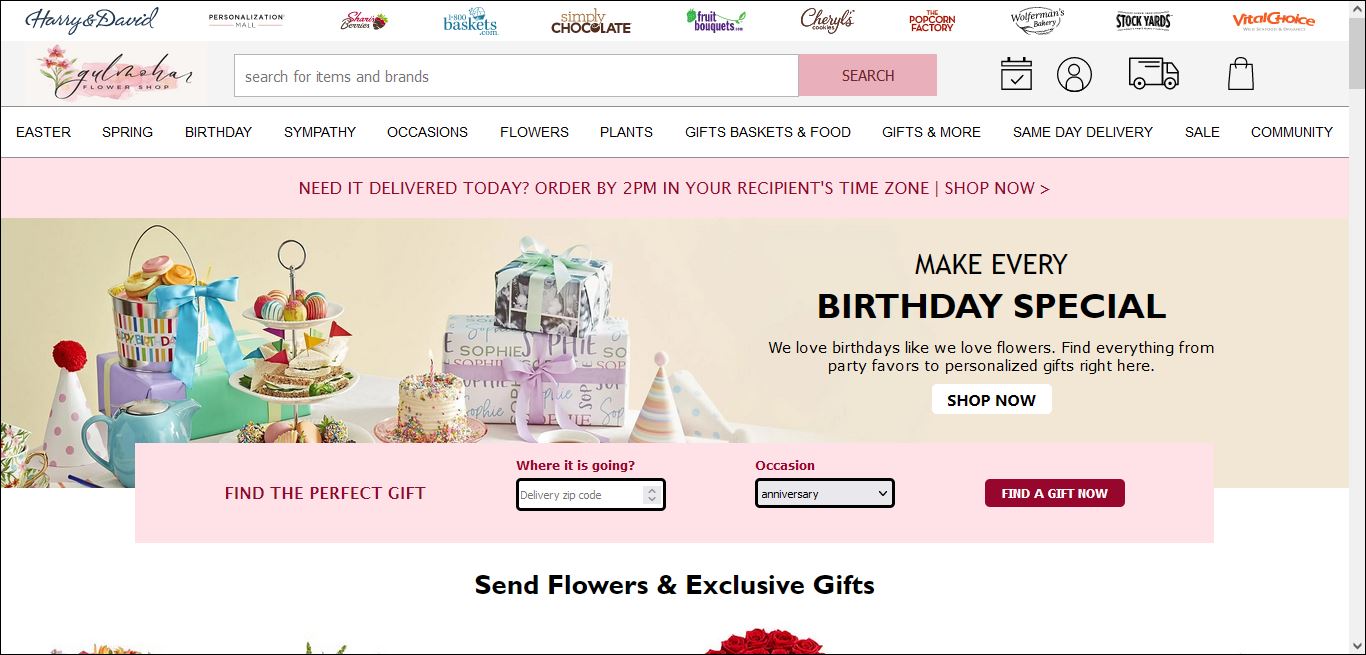 Harry & David
PERSONALIZATION MALL
Shari's Berries
1-800 baskets.com
simply CHOCOLATE
fruit bouquets.com
Cheryl's cookies
THE POPCORN FACTORY
Wolferman's Bakery
STOCK YARDS
VitalChoice
WILD SEAFOOD & ORGANICS
gulmohar
FLOWER SHOP
search for items and brands
SEARCH
EASTER SPRING BIRTHDAY SYMPATHY OCCASIONS FLOWERS PLANTS GIFTS BASKETS & FOOD GIFTS & MORE SAME DAY DELIVERY SALE COMMUNITY
NEED IT DELIVERED TODAY? ORDER BY 2PM IN YOUR RECIPIENT'S TIME ZONE | SHOP NOW >
MAKE EVERY
BIRTHDAY SPECIAL
We love birthdays like we love flowers. Find everything from
party favors to personalized gifts right here.
SHOP NOW
HAPPY BIRTHDAY
Sophie
SOPHIE
Sophie
FIND THE PERFECT GIFT
Where it is going?
Delivery zip code
Occasion
anniversary
FIND A GIFT NOW
Send Flowers & Exclusive Gifts